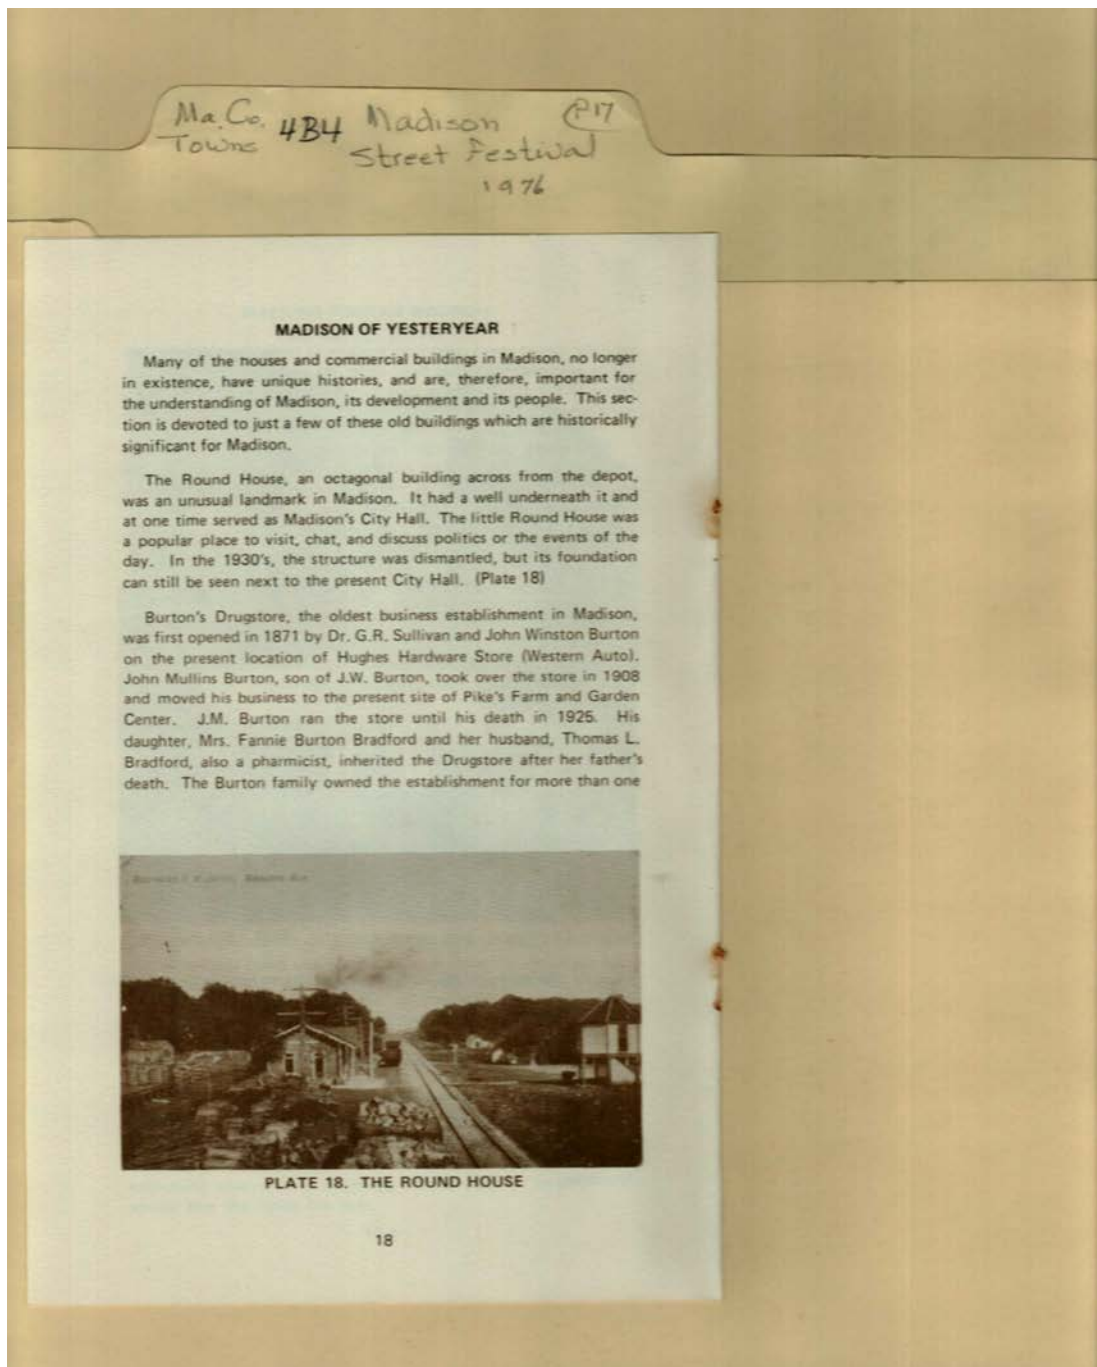 Ma. Co. 4B4 Madison P17
Towns Street Festival
1976
MADISON OF YESTERYEAR
Many of the houses and commercial buildings in Madison, no longer
in existence, have unique histories, and are, therefore, important for
the understanding of Madison, its development and its people. This sec-
tion is devoted to just a few of these old buildings which are historically
significant for Madison.
The Round House, an octagonal building across from the depot,
was an unusual landmark in Madison. It had a well underneath it and
at one time served as Madison's City Hall. The little Round House was
a popular place to visit, chat, and discuss politics or the events of the
day. In the 1930's, the structure was dismantled, but its foundation
can still be seen next to the present City Hall. (Plate 18)
Burton's Drugstore, the oldest business establishment in Madison,
was first opened in 1871 by Dr. G.R. Sullivan and John Winston Burton
on the present location of Hughes Hardware Store (Western Auto).
John Mullins Burton, son of J.W. Burton, took over the store in 1908
and moved his business to the present site of Pike's Farm and Garden
Center. J.M. Burton ran the store until his death in 1925. His
daughter, Mrs. Fannie Burton Bradford and her husband, Thomas L.
Bradford, also a pharmicist, inherited the Drugstore after her father's
death. The Burton family owned the establishment for more than one
PLATE 18. THE ROUND HOUSE
18